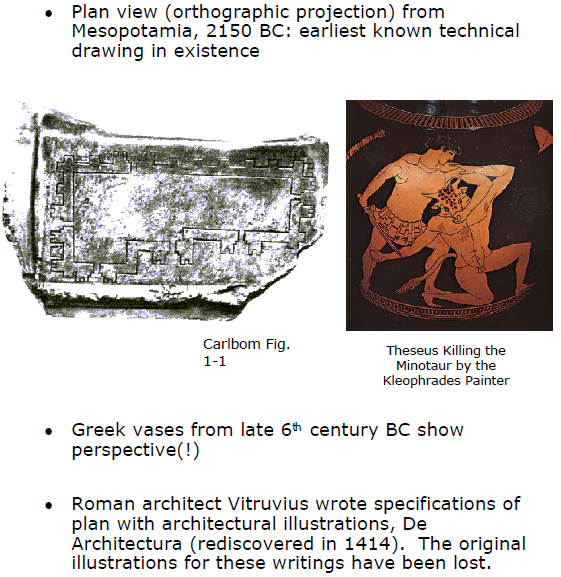 • Plan view (orthographic projection) from
Mesopotamia, 2150 BC: earliest known technical
drawing in existence
Carlbom Fig.
1-1
Theseus Killing the
Minotaur by the
Kleophrades Painter
• Greek vases from late 6th century BC show
perspective(!)
• Roman architect Vitruvius wrote specifications of
plan with architectural illustrations, De
Architectura (rediscovered in 1414).  The original
illustrations for these writings have been lost.